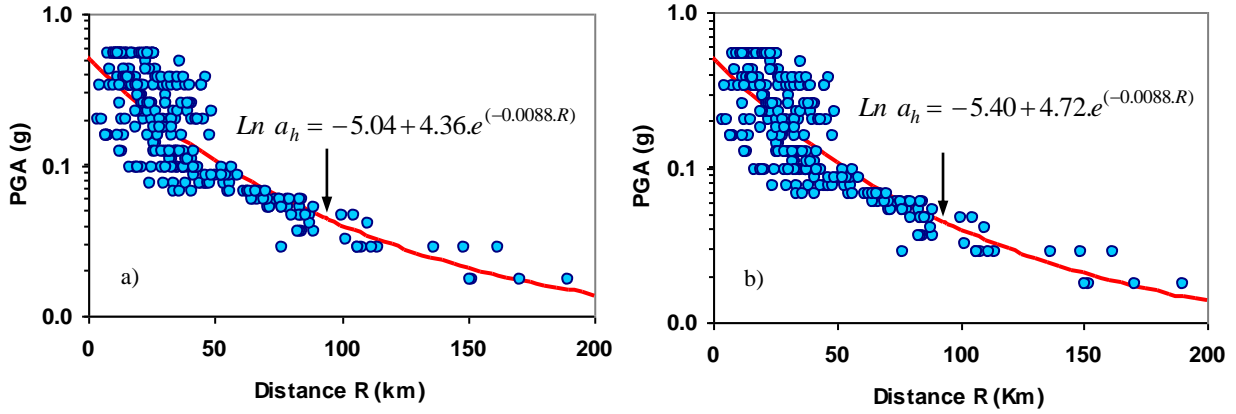 1.0
0.1
0.0
PGA (g)
Ln a_h = −5.04 + 4.36.e^(−0.0088.R)
a)
0 50 100 150 200
Distance R (km)
1.0
0.1
0.0
PGA (g)
Ln a_h = −5.40 + 4.72.e^(−0.0088.R)
b)
0 50 100 150 200
Distance R (Km)